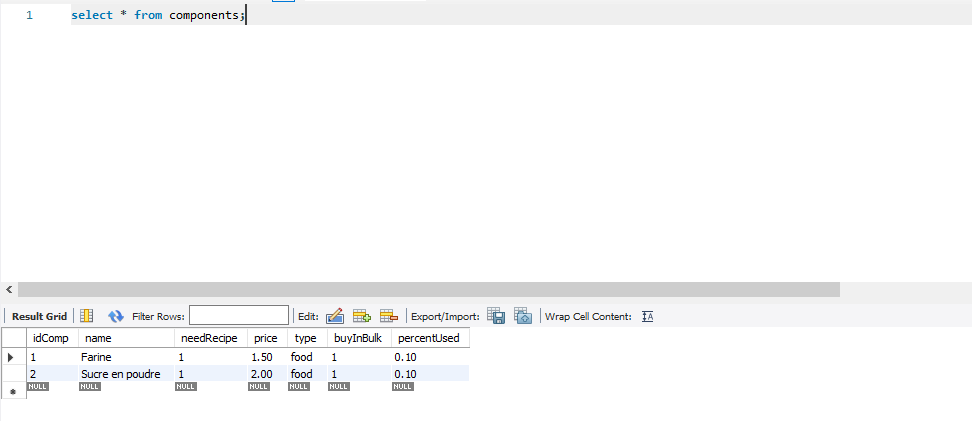 1 select * from components;
Result Grid Filter Rows: Edit: Export/Import: Wrap Cell Content: IA
idComp name needRecipe price type buyInBulk percentUsed
1 Farine 1 1.50 food 1 0.10
2 Sucre en poudre 1 2.00 food 1 0.10
NULL NULL NULL NULL NULL NULL NULL